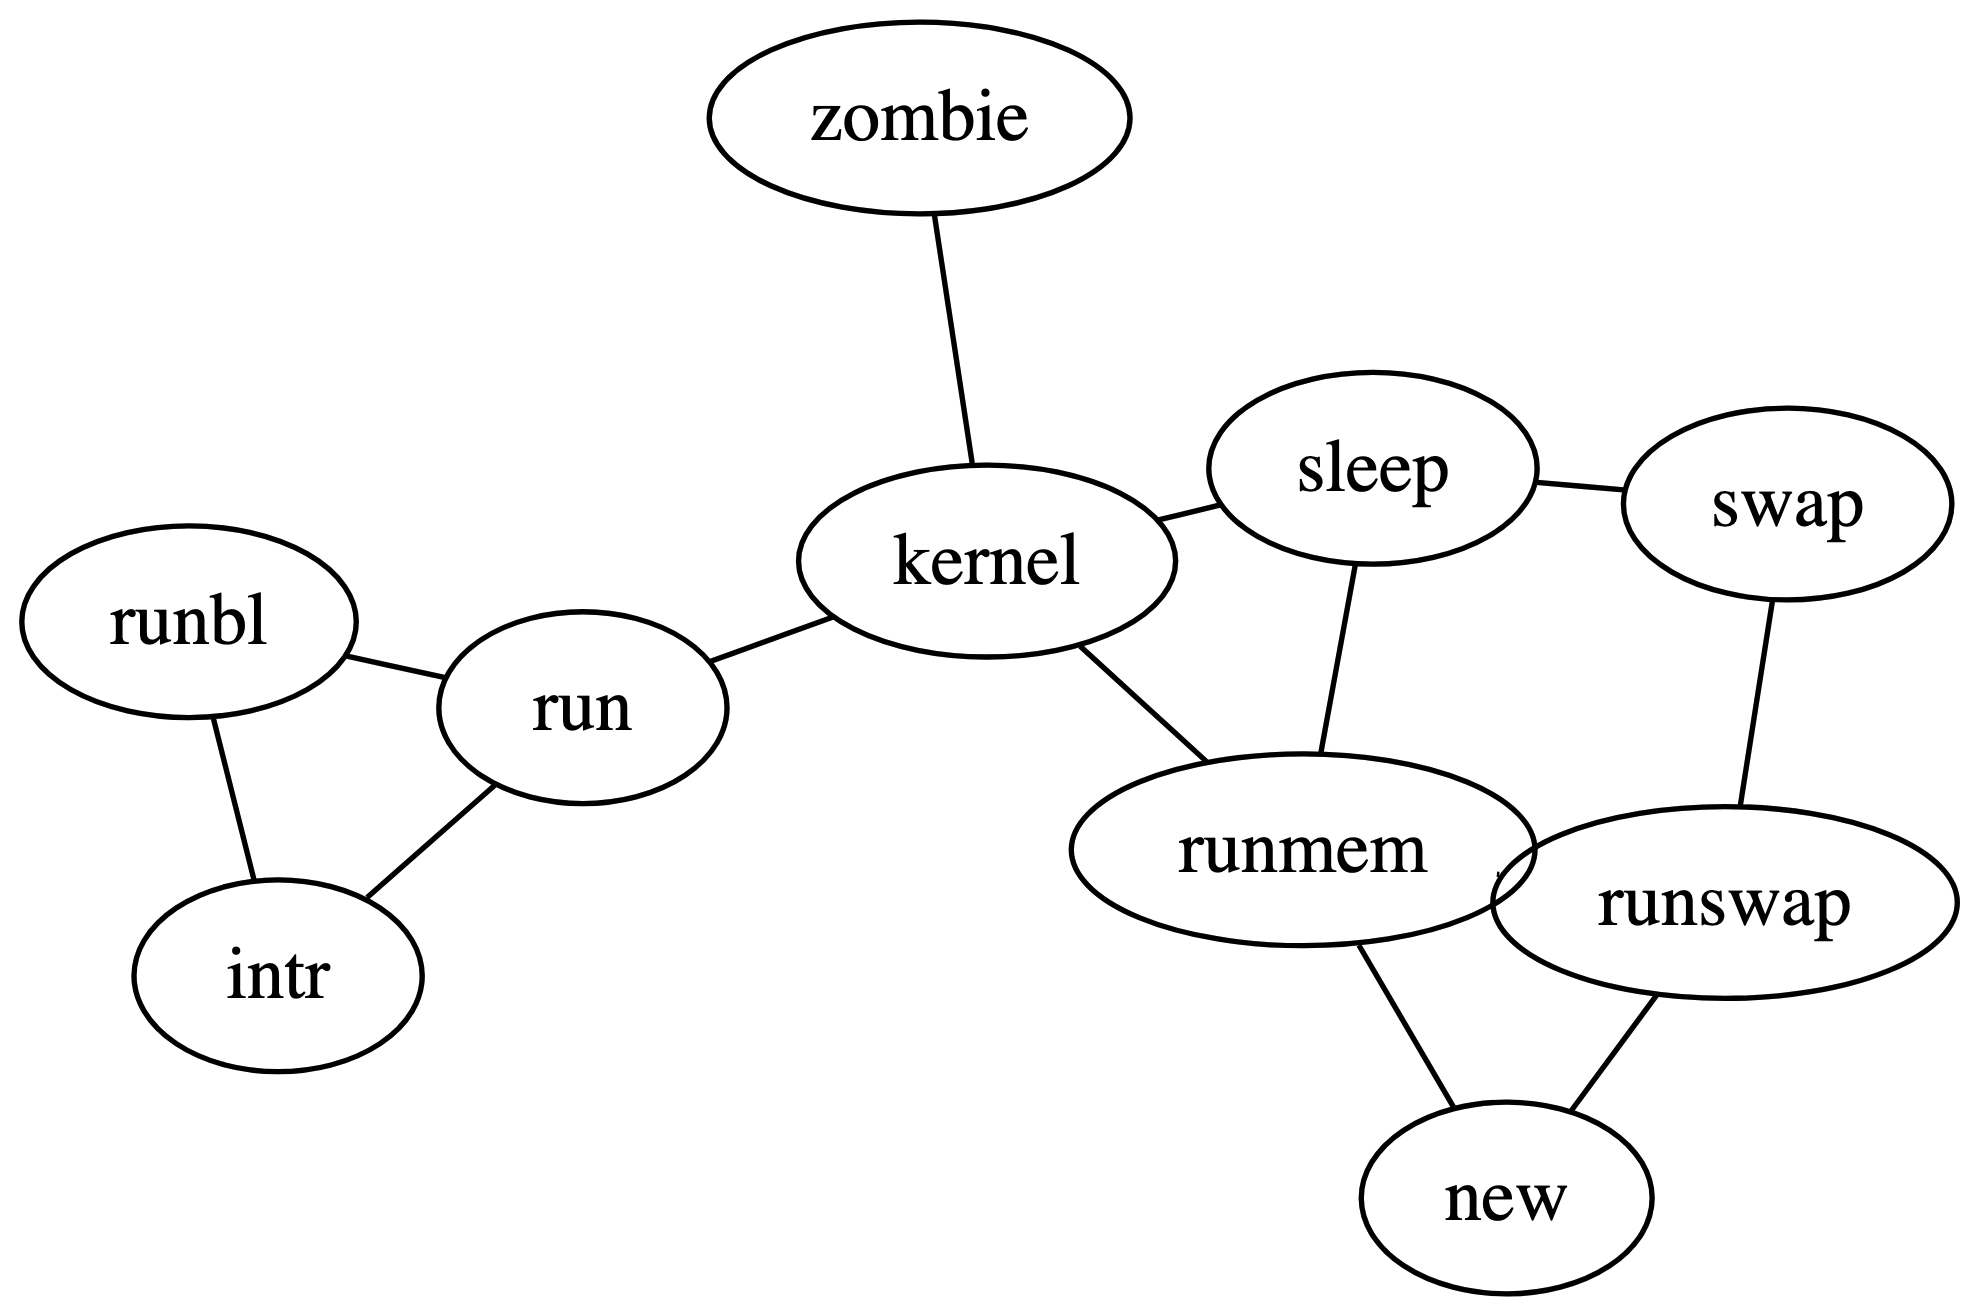 zombie
sleep
swap
kernel
runbl
run
runmem
runswap
intr
new